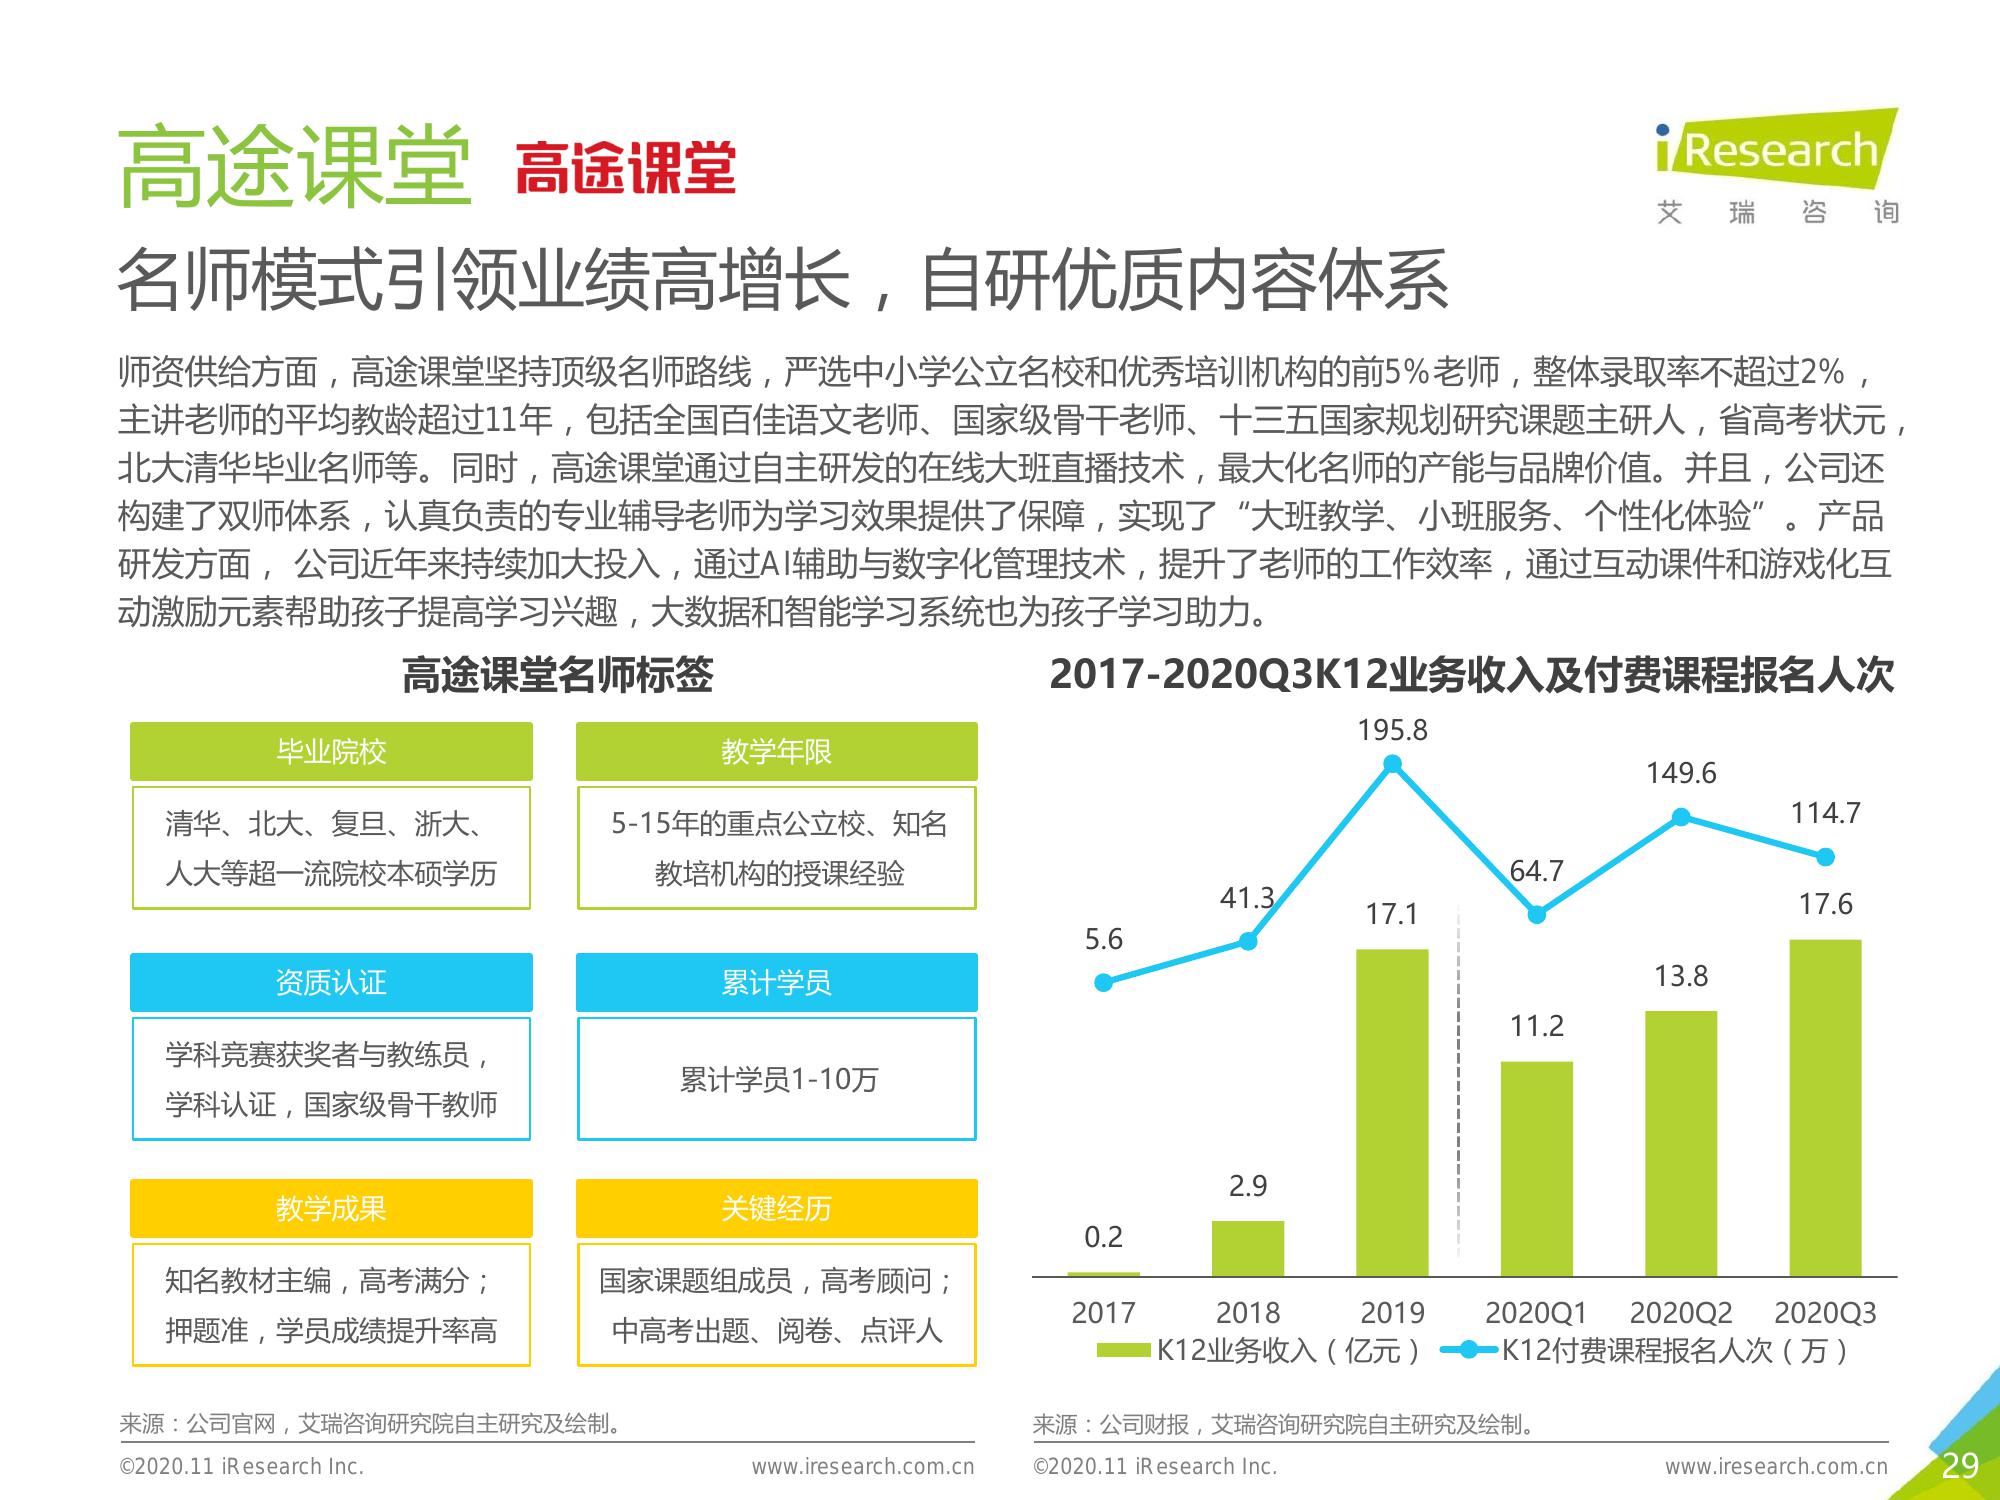 高途课堂 高途课堂
iResearch
艾瑞咨询
名师模式引领业绩高增长，自研优质内容体系
师资供给方面，高途课堂坚持顶级名师路线，严选中小学公立名校和优秀培训机构的前5%老师，整体录取率不超过2%，
主讲老师的平均教龄超过11年，包括全国百佳语文老师、国家级骨干老师、十三五国家规划研究课题主研人，省高考状元，
北大清华毕业名师等。同时，高途课堂通过自主研发的在线大班直播技术，最大化名师的产能与品牌价值。并且，公司还
构建了双师体系，认真负责的专业辅导老师为学习效果提供了保障，实现了“大班教学、小班服务、个性化体验”。产品
研发方面， 公司近年来持续加大投入，通过AI辅助与数字化管理技术，提升了老师的工作效率，通过互动课件和游戏化互
动激励元素帮助孩子提高学习兴趣，大数据和智能学习系统也为孩子学习助力。
高途课堂名师标签
毕业院校
清华、北大、复旦、浙大、
人大等超一流院校本硕学历
教学年限
5-15年的重点公立校、知名
教培机构的授课经验
资质认证
学科竞赛获奖者与教练员，
学科认证，国家级骨干教师
累计学员
累计学员1-10万
教学成果
知名教材主编，高考满分；
押题准，学员成绩提升率高
关键经历
国家课题组成员，高考顾问；
中高考出题、阅卷、点评人
来源：公司官网，艾瑞咨询研究院自主研究及绘制。
©2020.11 iResearch Inc. www.iresearch.com.cn
2017-2020Q3K12业务收入及付费课程报名人次
195.8
149.6
114.7
64.7
41.3
5.6
17.6
17.1
13.8
11.2
2.9
0.2
2017 2018 2019 2020Q1 2020Q2 2020Q3
K12业务收入（亿元） K12付费课程报名人次（万）
来源：公司财报，艾瑞咨询研究院自主研究及绘制。
©2020.11 iResearch Inc. www.iresearch.com.cn
29